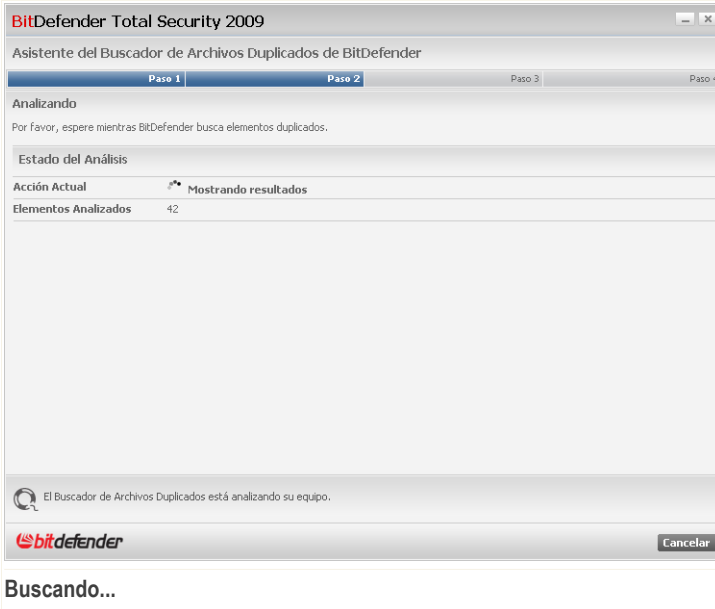 BitDefender Total Security 2009
Asistente del Buscador de Archivos Duplicados de BitDefender
Paso 1 Paso 2 Paso 3 Paso 4
Analizando
Por favor, espere mientras BitDefender busca elementos duplicados.
Estado del Análisis
Acción Actual Mostrando resultados
Elementos Analizados 42
El Buscador de Archivos Duplicados está analizando su equipo.
bitdefender
Cancelar
Buscando...